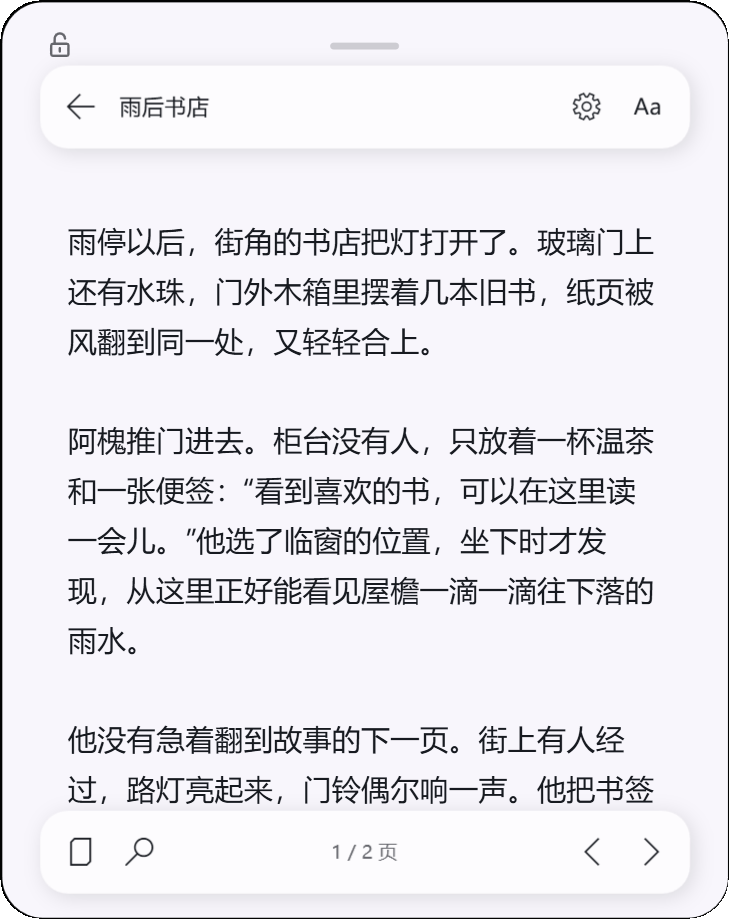 雨后书店
Aa
雨停以后，街角的书店把灯打开了。玻璃门上
还有水珠，门外木箱里摆着几本旧书，纸页被
风翻到同一处，又轻轻合上。
阿槐推门进去。柜台没有人，只放着一杯温茶
和一张便签：“看到喜欢的书，可以在这里读
一会儿。”他选了临窗的位置，坐下时才发
现，从这里正好能看见屋檐一滴一滴往下落的
雨水。
他没有急着翻到故事的下一页。街上有人经
过，路灯亮起来，门铃偶尔响一声。他把书签
1 / 2 页